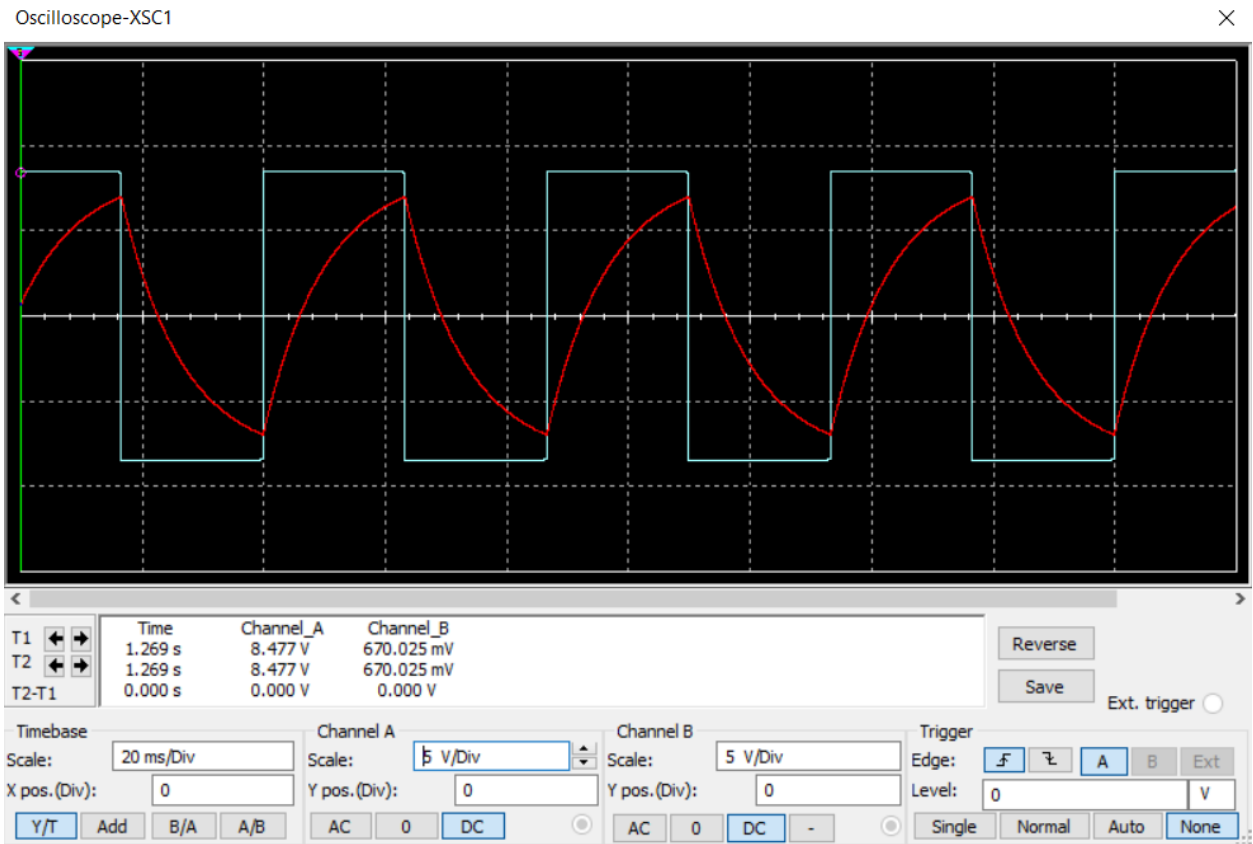 Oscilloscope-XSC1
Time Channel_A Channel_B
T1 1.269 s 8.477 V 670.025 mV
T2 1.269 s 8.477 V 670.025 mV
T2-T1 0.000 s 0.000 V 0.000 V
Reverse
Save
Ext. trigger
Timebase
Scale: 20 ms/Div
X pos.(Div): 0
Y/T Add B/A A/B
Channel A
Scale: 5 V/Div
Y pos.(Div): 0
AC 0 DC
Channel B
Scale: 5 V/Div
Y pos.(Div): 0
AC 0 DC -
Trigger
Edge: A B Ext
Level: 0 V
Single Normal Auto None